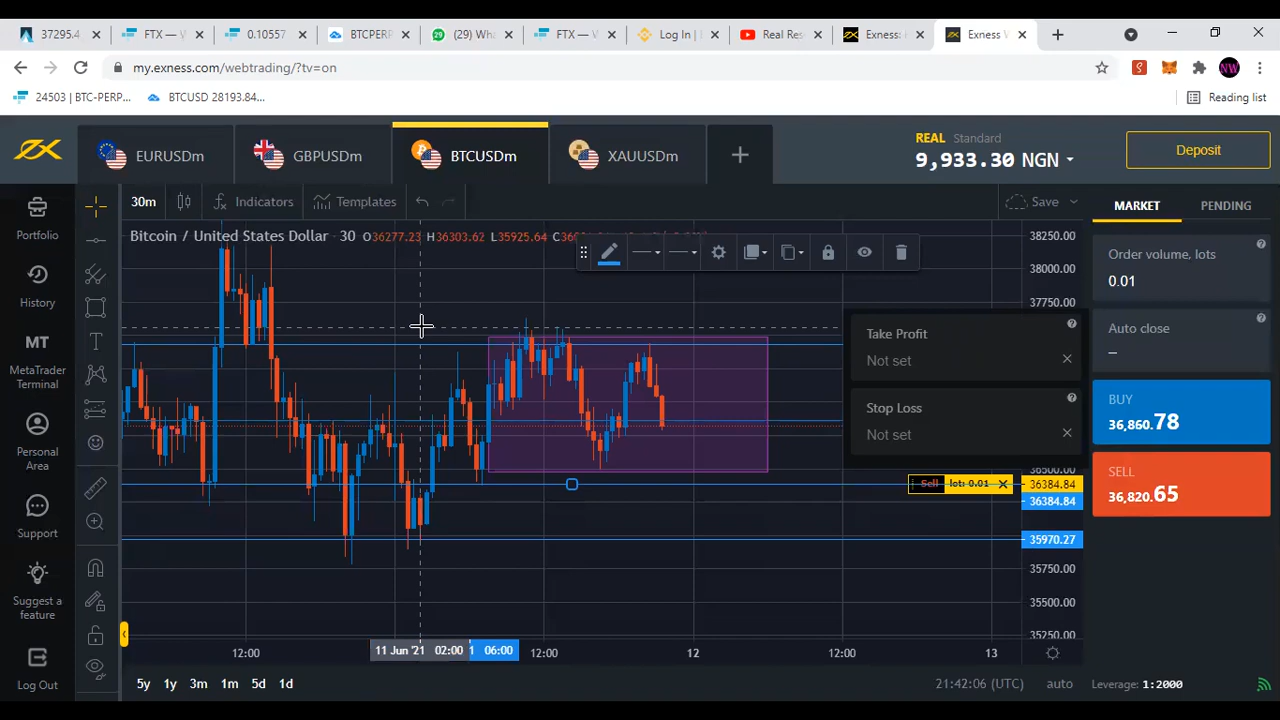 37295.4
FTX — V
0.10557
BTCPERP
(29) Wha
FTX — V
Log In |
Real Res
Exness:
Exness W
my.exness.com/webtrading/?tv=on
24503 | BTC-PERP...
BTCUSD 28193.84...
Reading list
EURUSDm
GBPUSDm
BTCUSDm
XAUUSDm
REAL Standard
9,933.30 NGN
Deposit
30m
Indicators
Templates
Save
MARKET
PENDING
Portfolio
History
MT
MetaTrader
Terminal
Personal
Area
Support
Suggest a
feature
Log Out
Bitcoin / United States Dollar · 30 O36277.23 H36303.62 L35925.64
38250.00
38000.00
37750.00
36500.00
36384.84
36384.84
35970.27
35750.00
35500.00
35250.00
Order volume, lots
0.01
Take Profit
Not set
Stop Loss
Not set
Auto close
–
BUY
36,860.78
SELL
36,820.65
Sell lot: 0.01
12:00
11 Jun '21 02:00
06:00
12:00
12
12:00
13
5y 1y 3m 1m 5d 1d
21:42:06 (UTC)
auto
Leverage: 1:2000